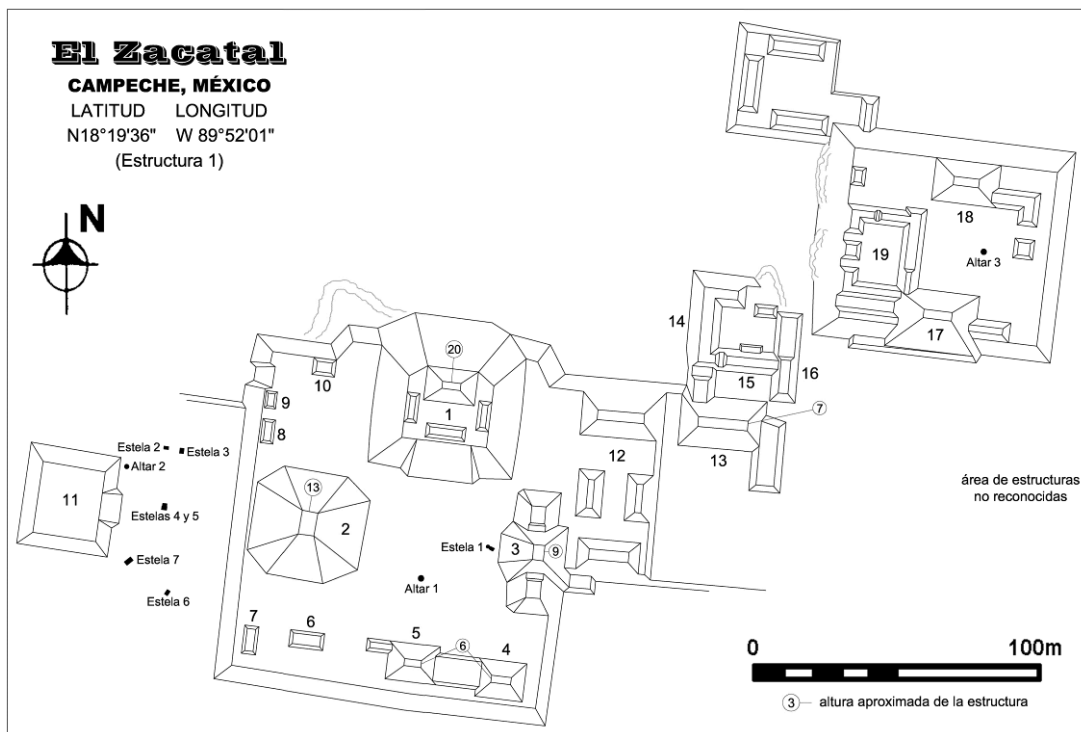 El Zacatal
CAMPECHE, MÉXICO
LATITUD LONGITUD
N18°19'36" W 89°52'01"
(Estructura 1)
N
18
19
Altar 3
17
14
20
10
15
16
1
9
7
8
Estela 2
Estela 3
12
13
Altar 2
11
13
2
área de estructuras
no reconocidas
Estelas 4 y 5
Estela 1
3
9
Estela 7
Altar 1
Estela 6
7
6
5
6
4
0 100m
3 altura aproximada de la estructura